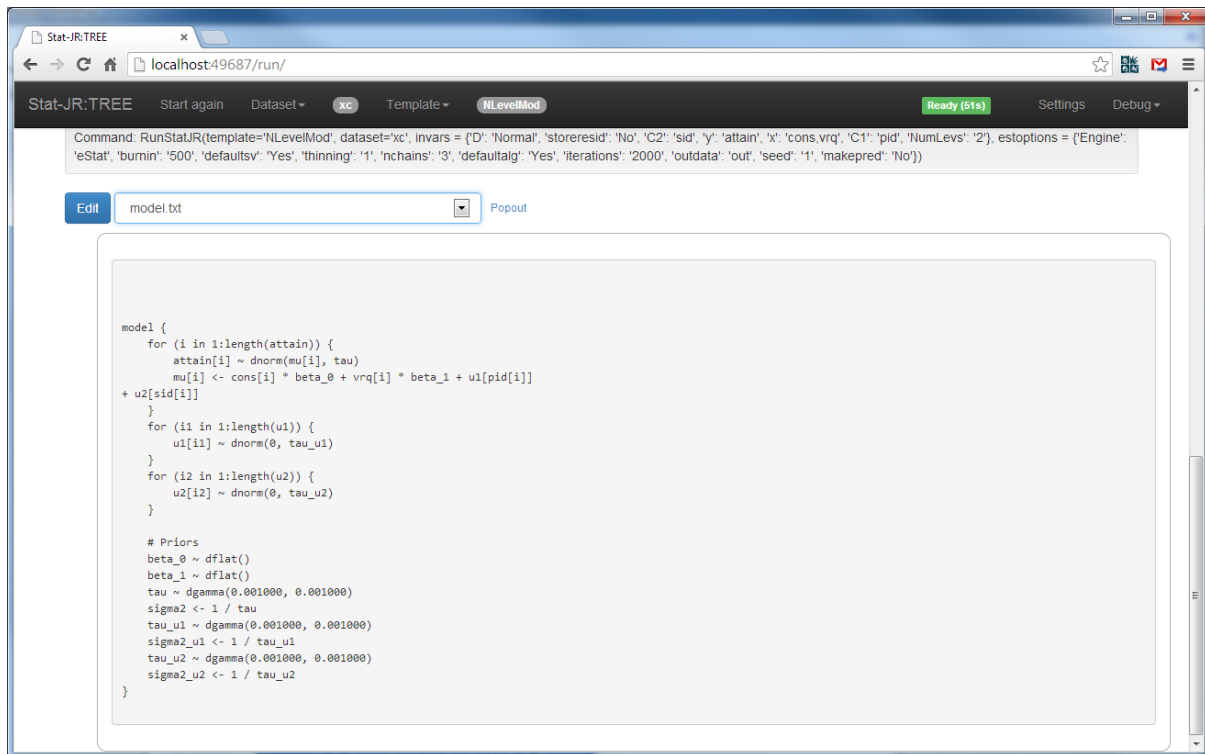 Stat-JR:TREE
localhost:49687/run/
Stat-JR:TREE Start again Dataset xc Template NLevelMod Ready (51s) Settings Debug
Command: RunStatJR(template='NLevelMod', dataset='xc', invars = {'D': 'Normal', 'storeresid': 'No', 'C2': 'sid', 'y': 'attain', 'x': 'cons,vrq', 'C1': 'pid', 'NumLevs': '2'}, estoptions = {'Engine':
'eStat', 'burnin': '500', 'defaultsv': 'Yes', 'thinning': '1', 'nchains': '3', 'defaultalg': 'Yes', 'iterations': '2000', 'outdata': 'out', 'seed': '1', 'makepred': 'No'})
Edit model.txt Popout
model {
for (i in 1:length(attain)) {
attain[i] ~ dnorm(mu[i], tau)
mu[i] <- cons[i] * beta_0 + vrq[i] * beta_1 + u1[pid[i]]
+ u2[sid[i]]
}
for (i1 in 1:length(u1)) {
u1[i1] ~ dnorm(0, tau_u1)
}
for (i2 in 1:length(u2)) {
u2[i2] ~ dnorm(0, tau_u2)
}
# Priors
beta_0 ~ dflat()
beta_1 ~ dflat()
tau ~ dgamma(0.001000, 0.001000)
sigma2 <- 1 / tau
tau_u1 ~ dgamma(0.001000, 0.001000)
sigma2_u1 <- 1 / tau_u1
tau_u2 ~ dgamma(0.001000, 0.001000)
sigma2_u2 <- 1 / tau_u2
}